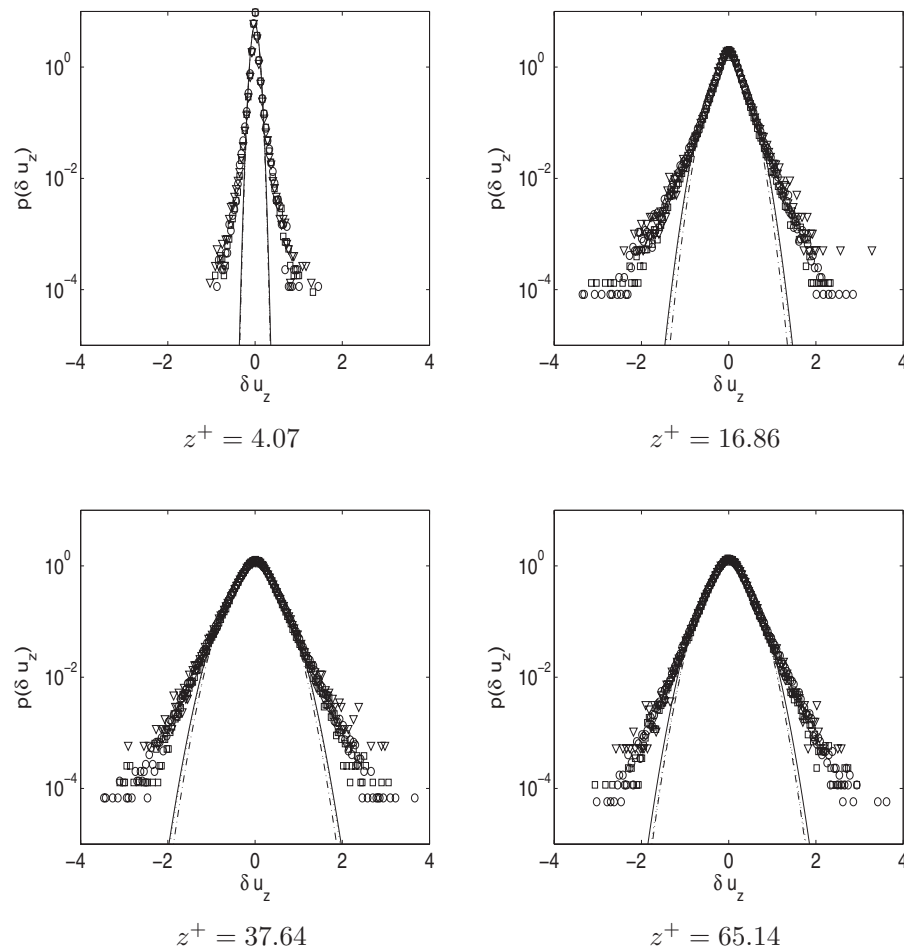 10^0
10^-2
10^-4
p(δ u_z)
−4 −2 0 2 4
δ u_z
z^+ = 4.07
10^0
10^-2
10^-4
p(δ u_z)
−4 −2 0 2 4
δ u_z
z^+ = 16.86
10^0
10^-2
10^-4
p(δ u_z)
−4 −2 0 2 4
δ u_z
z^+ = 37.64
10^0
10^-2
10^-4
p(δ u_z)
−4 −2 0 2 4
δ u_z
z^+ = 65.14